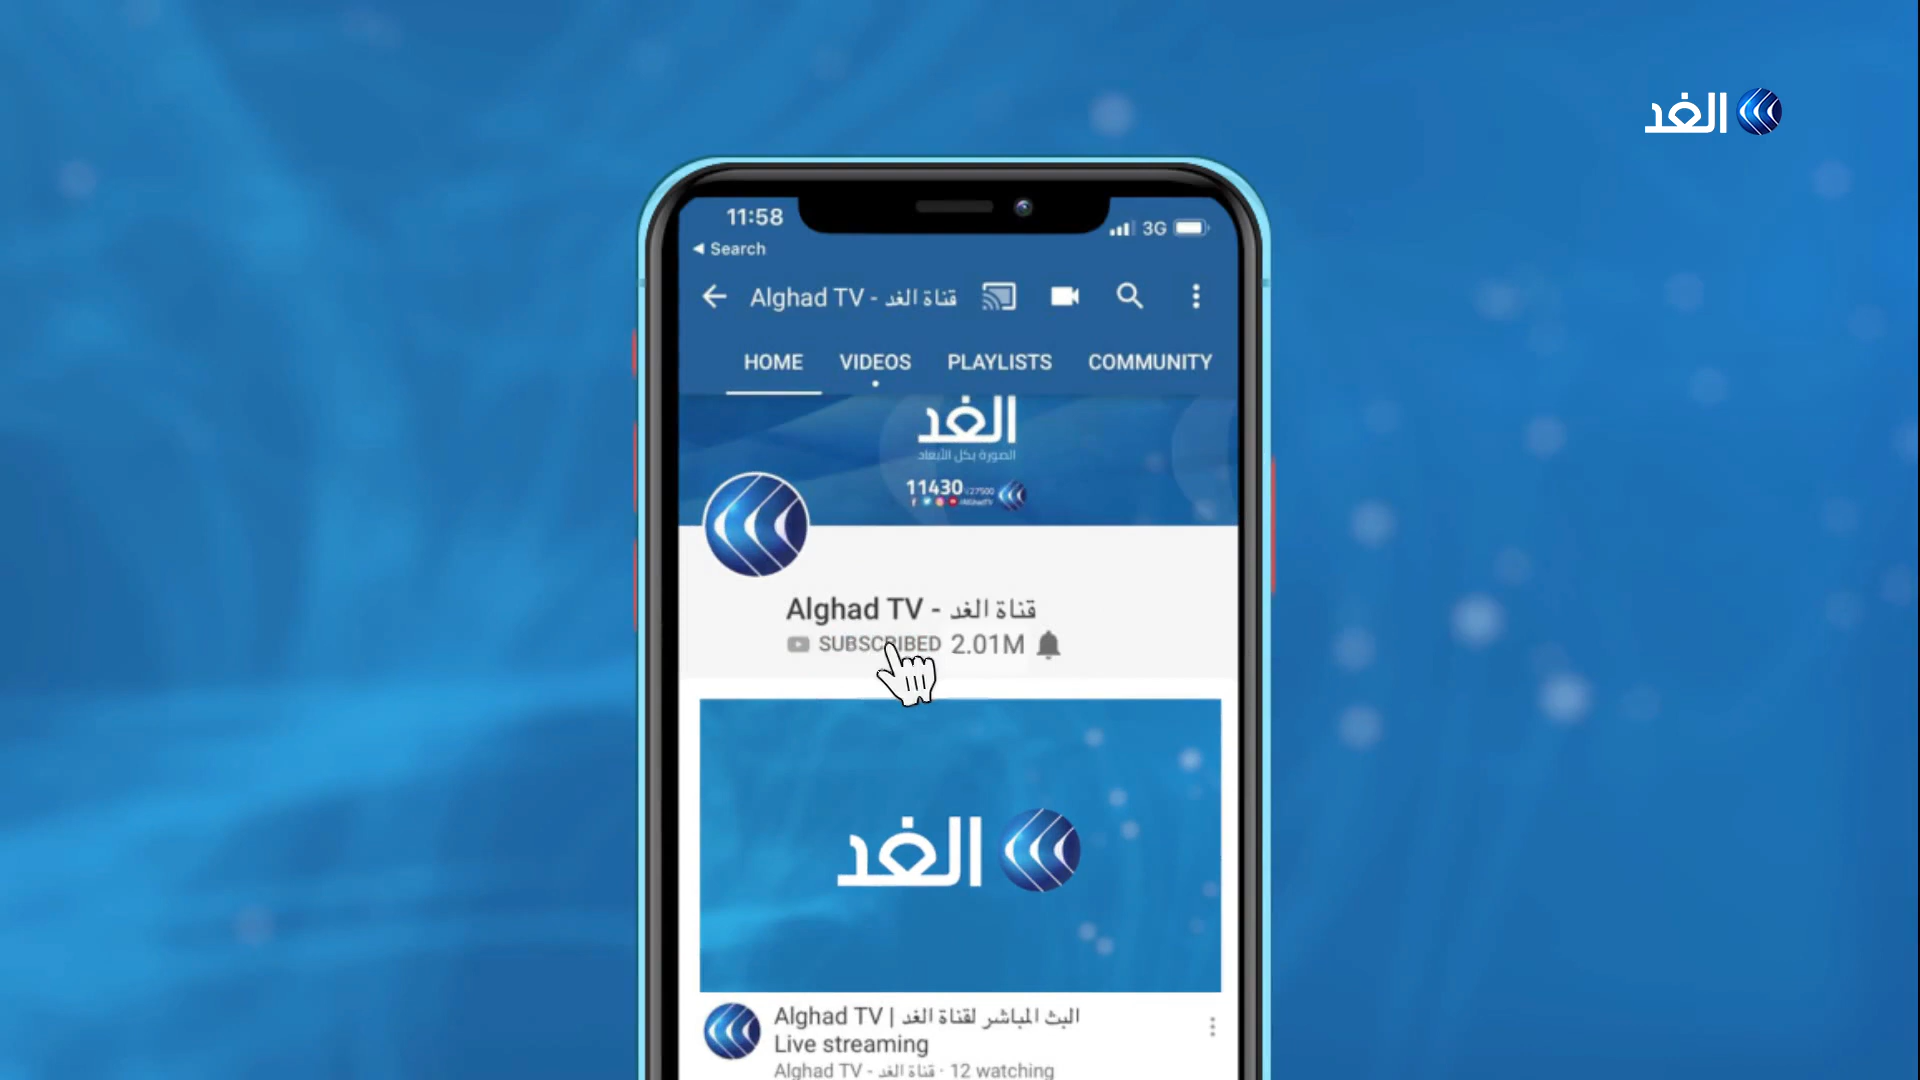 الغد
11:58
3G
Search
Alghad TV - قناة الغد
HOME VIDEOS PLAYLISTS COMMUNITY
الغد
الصورة بكل الأبعاد
11430
Alghad TV - قناة الغد
SUBSCRIBED 2.01M
الغد
Alghad TV | البث المباشر لقناة الغد
Live streaming
Alghad TV - قناة الغد · 12 watching